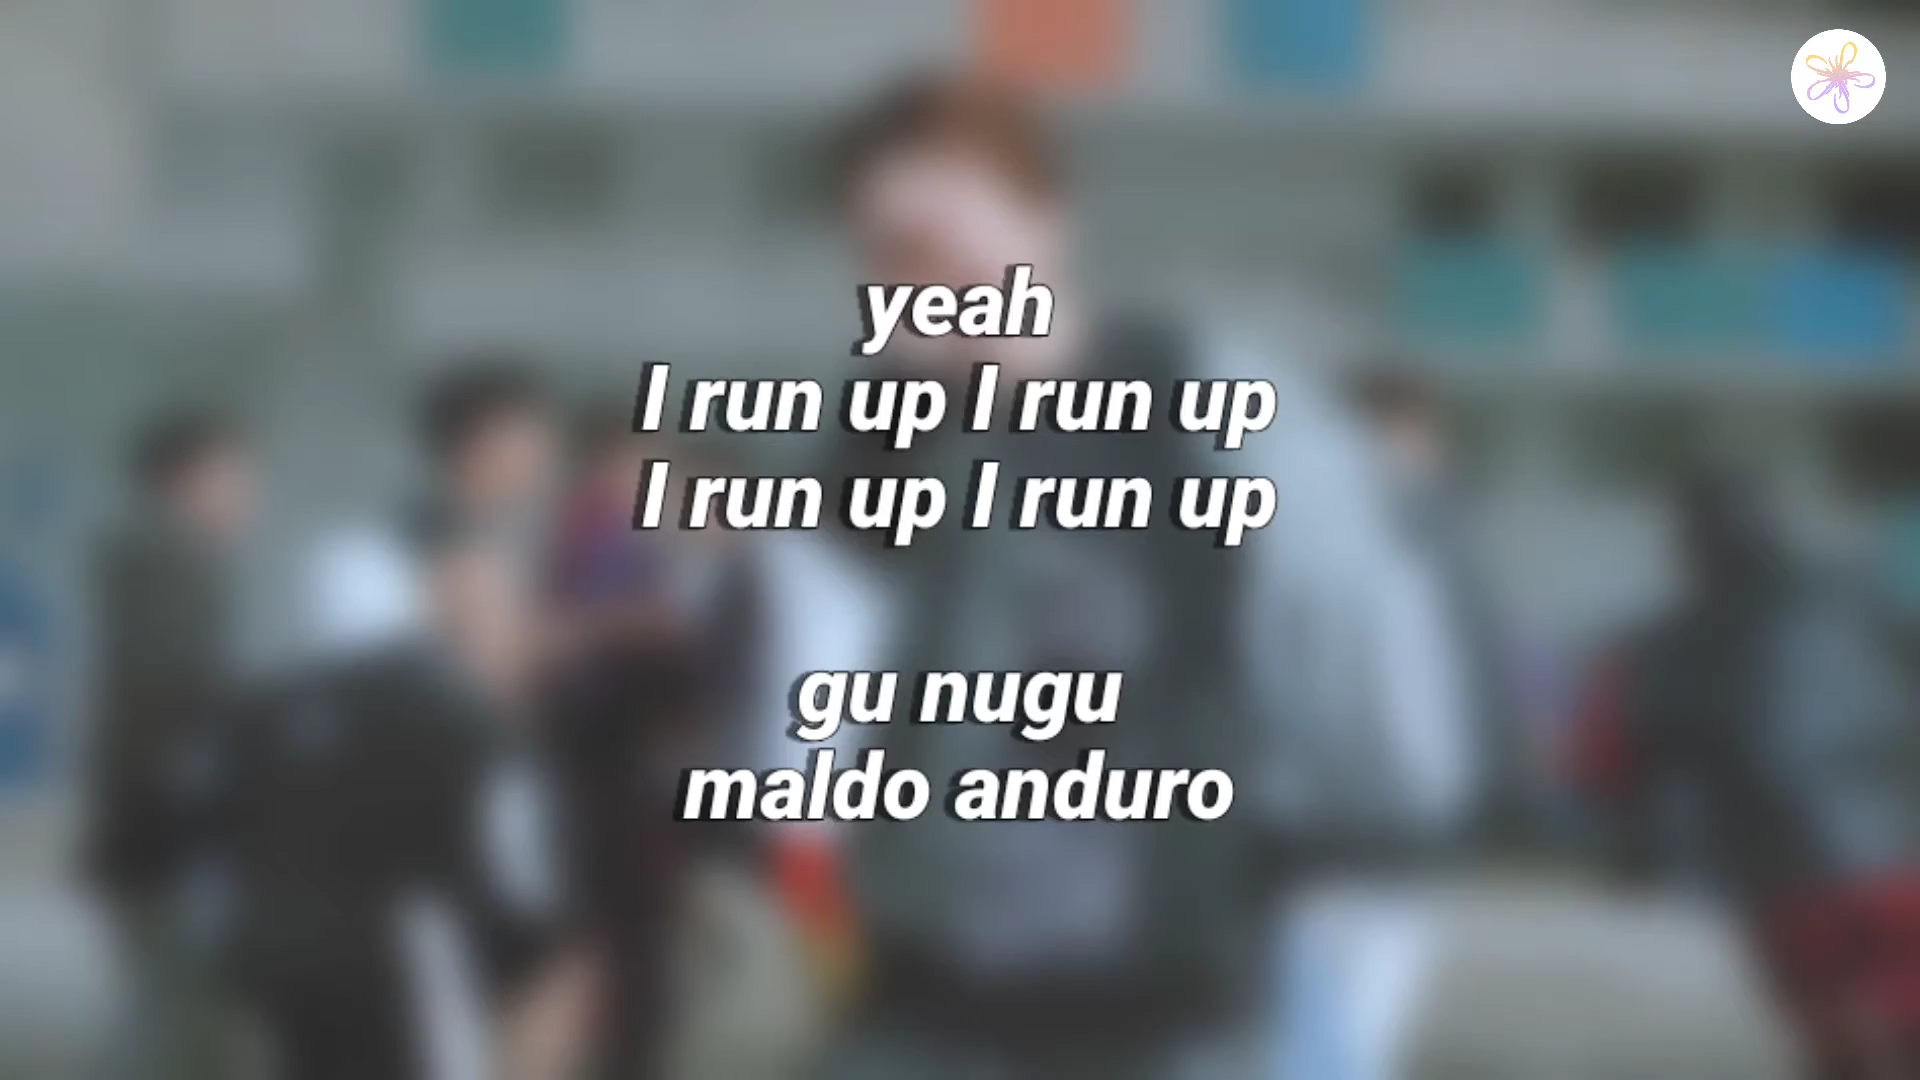 yeah
I run up I run up
I run up I run up
gu nugu
maldo anduro